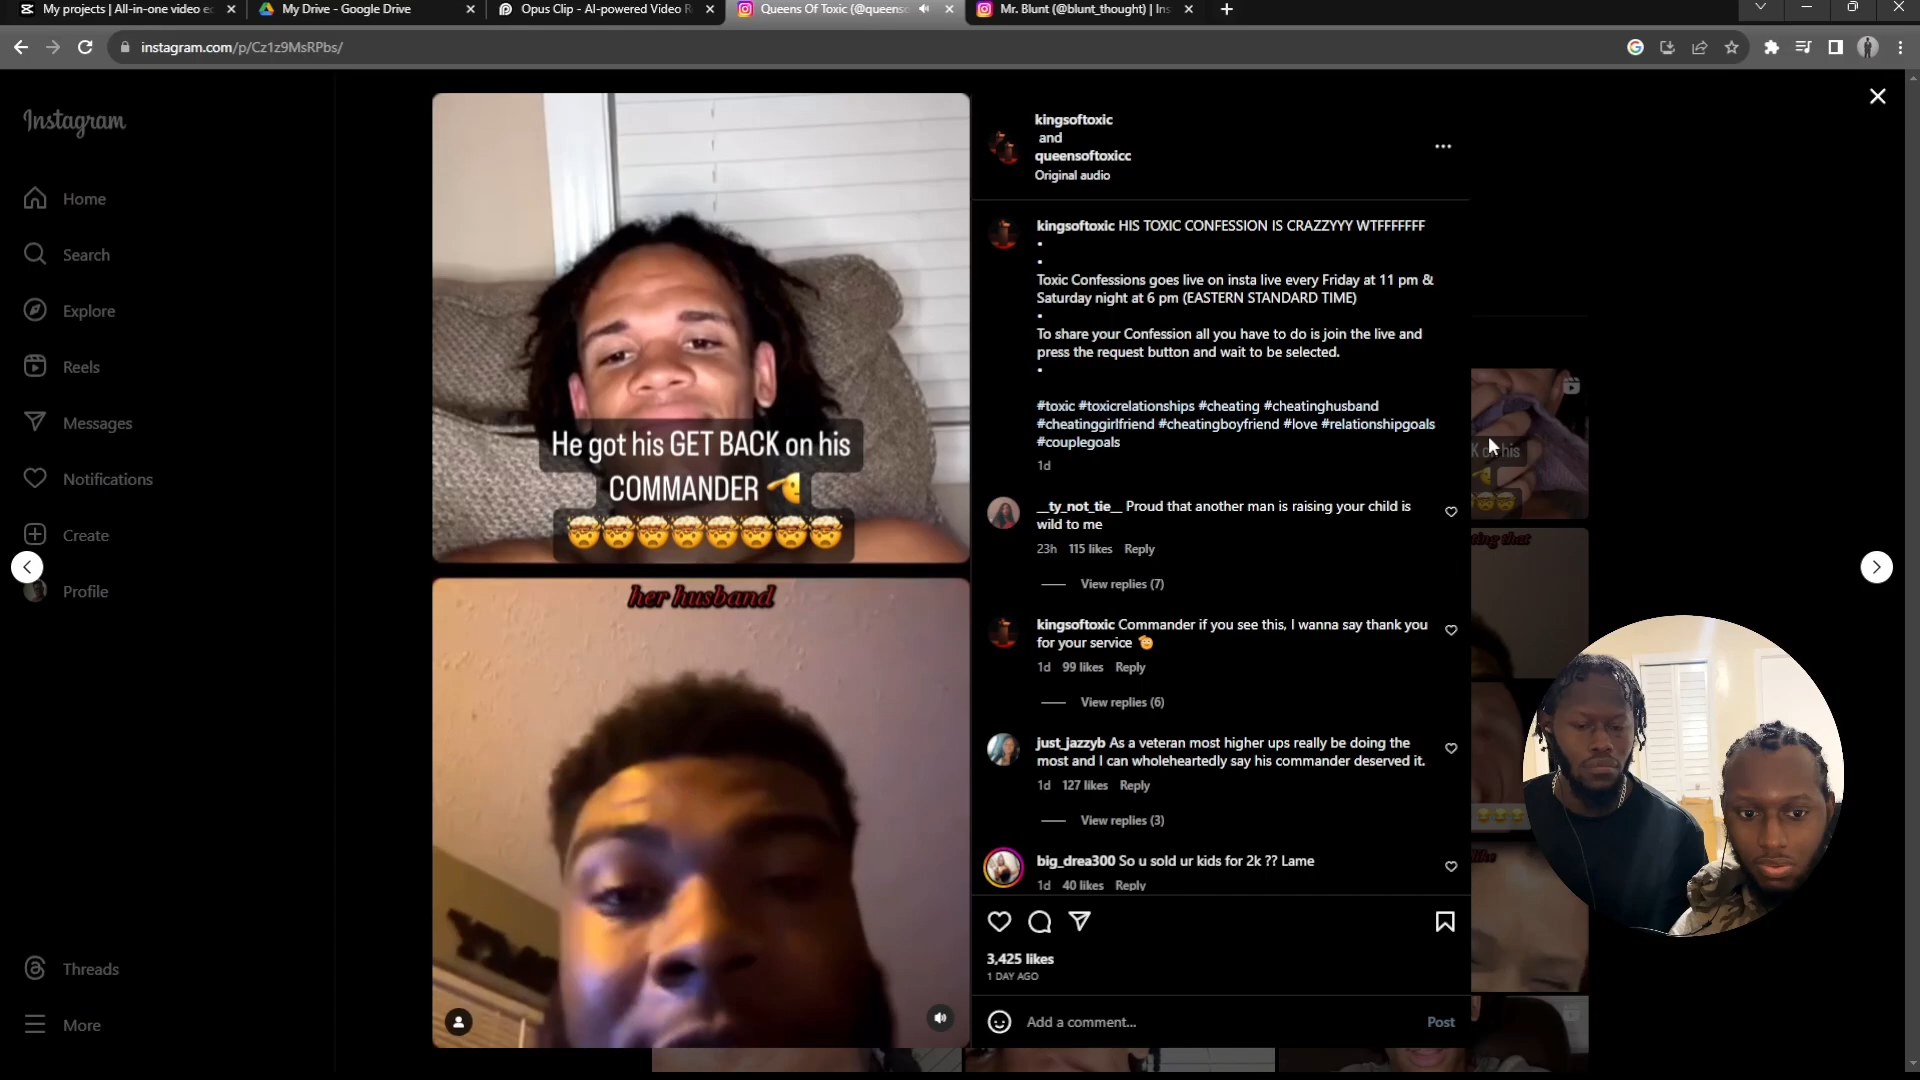 My projects | All-in-one video e
My Drive - Google Drive
Opus Clip - AI-powered Video R
Queens Of Toxic (@queens
Mr. Blunt (@blunt_thought) | Ins
instagram.com/p/Cz1z9MsRPbs/
Instagram
Home
Search
Explore
Reels
Messages
Notifications
Create
Profile
Threads
More
He got his GET BACK on his
COMMANDER 🫡
🤯🤯🤯🤯🤯🤯🤯
her husband
kingsoftoxic
and
queensoftoxicc
Original audio
kingsoftoxic HIS TOXIC CONFESSION IS CRAZZYYY WTFFFFFFF
•
•
Toxic Confessions goes live on insta live every Friday at 11 pm &
Saturday night at 6 pm (EASTERN STANDARD TIME)
•
To share your Confession all you have to do is join the live and
press the request button and wait to be selected.
•
#toxic #toxicrelationships #cheating #cheatinghusband
#cheatinggirlfriend #cheatingboyfriend #love #relationshipgoals
#couplegoals
1d
__ty_not_tie__ Proud that another man is raising your child is
wild to me
23h 115 likes Reply
View replies (7)
kingsoftoxic Commander if you see this, I wanna say thank you
for your service 🫡
1d 99 likes Reply
View replies (6)
just_jazzyb As a veteran most higher ups really be doing the
most and I can wholeheartedly say his commander deserved it.
1d 127 likes Reply
View replies (3)
big_drea300 So u sold ur kids for 2k ?? Lame
1d 40 likes Reply
3,425 likes
1 DAY AGO
Add a comment...
Post